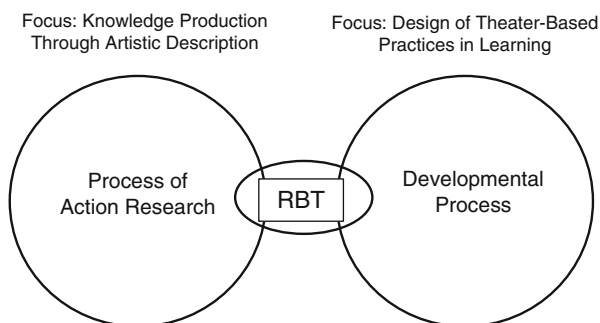 Focus: Knowledge Production
Through Artistic Description
Focus: Design of Theater-Based
Practices in Learning
Process of
Action Research
RBT
Developmental
Process